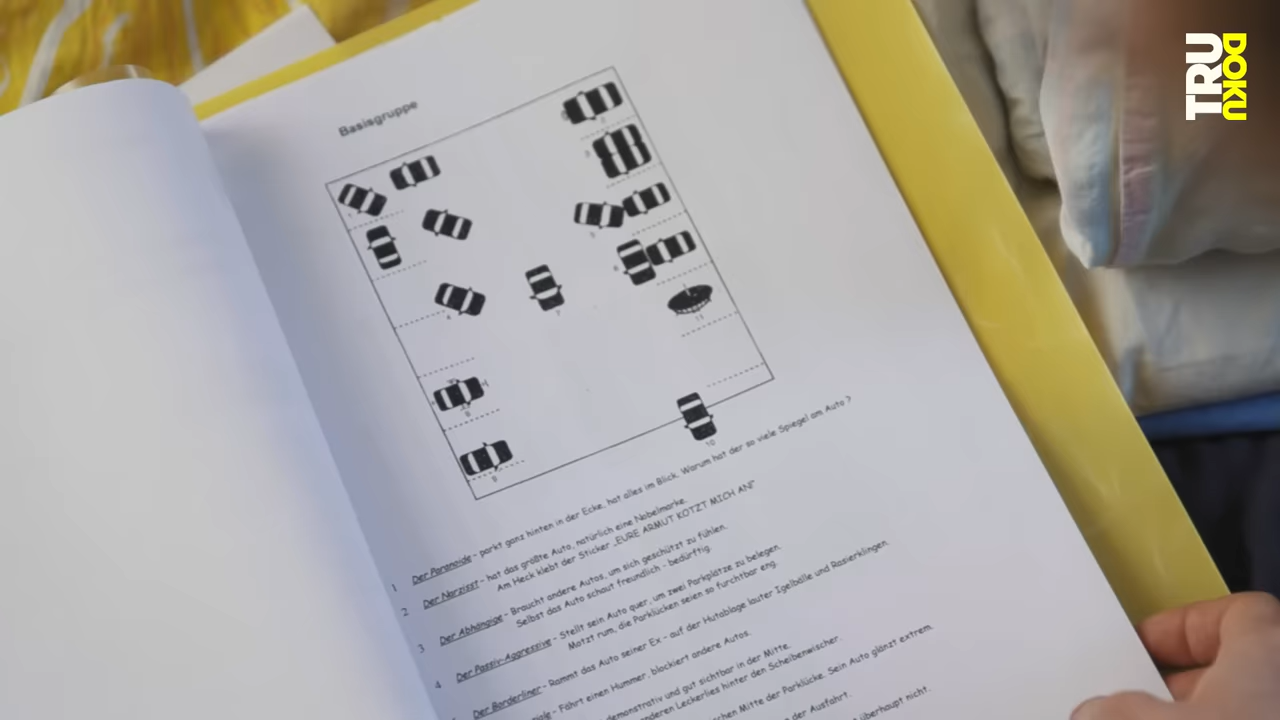 TRU
DOKU
Basisgruppe
1 Der Paranoide - parkt ganz hinten in der Ecke, hat alles im Blick. Warum hat der so viele Spiegel am Auto ?
2 Der Narzisst - hat das größte Auto, natürlich eine Nobelmarke.
Am Heck klebt der Sticker „EURE ARMUT KOTZT MICH AN!"
3 Der Abhängige - Braucht andere Autos, um sich geschützt zu fühlen.
Selbst das Auto schaut freundlich - bedürftig.
4 Der Passiv-Aggressive - Stellt sein Auto quer, um zwei Parkplätze zu belegen.
Motzt rum, die Parklücken seien so furchtbar eng.
Der Borderliner - Rammt das Auto seiner Ex - auf der Hutablage lauter Igelbälle und Rasierklingen.
- Fährt einen Hummer, blockiert andere Autos.
demonstrativ und gut sichtbar in der Mitte.
Leckerlies hinter den Scheibenwischer.
Mitte der Parklücke. Sein Auto glänzt extrem.
der Ausfahrt.
überhaupt nicht.